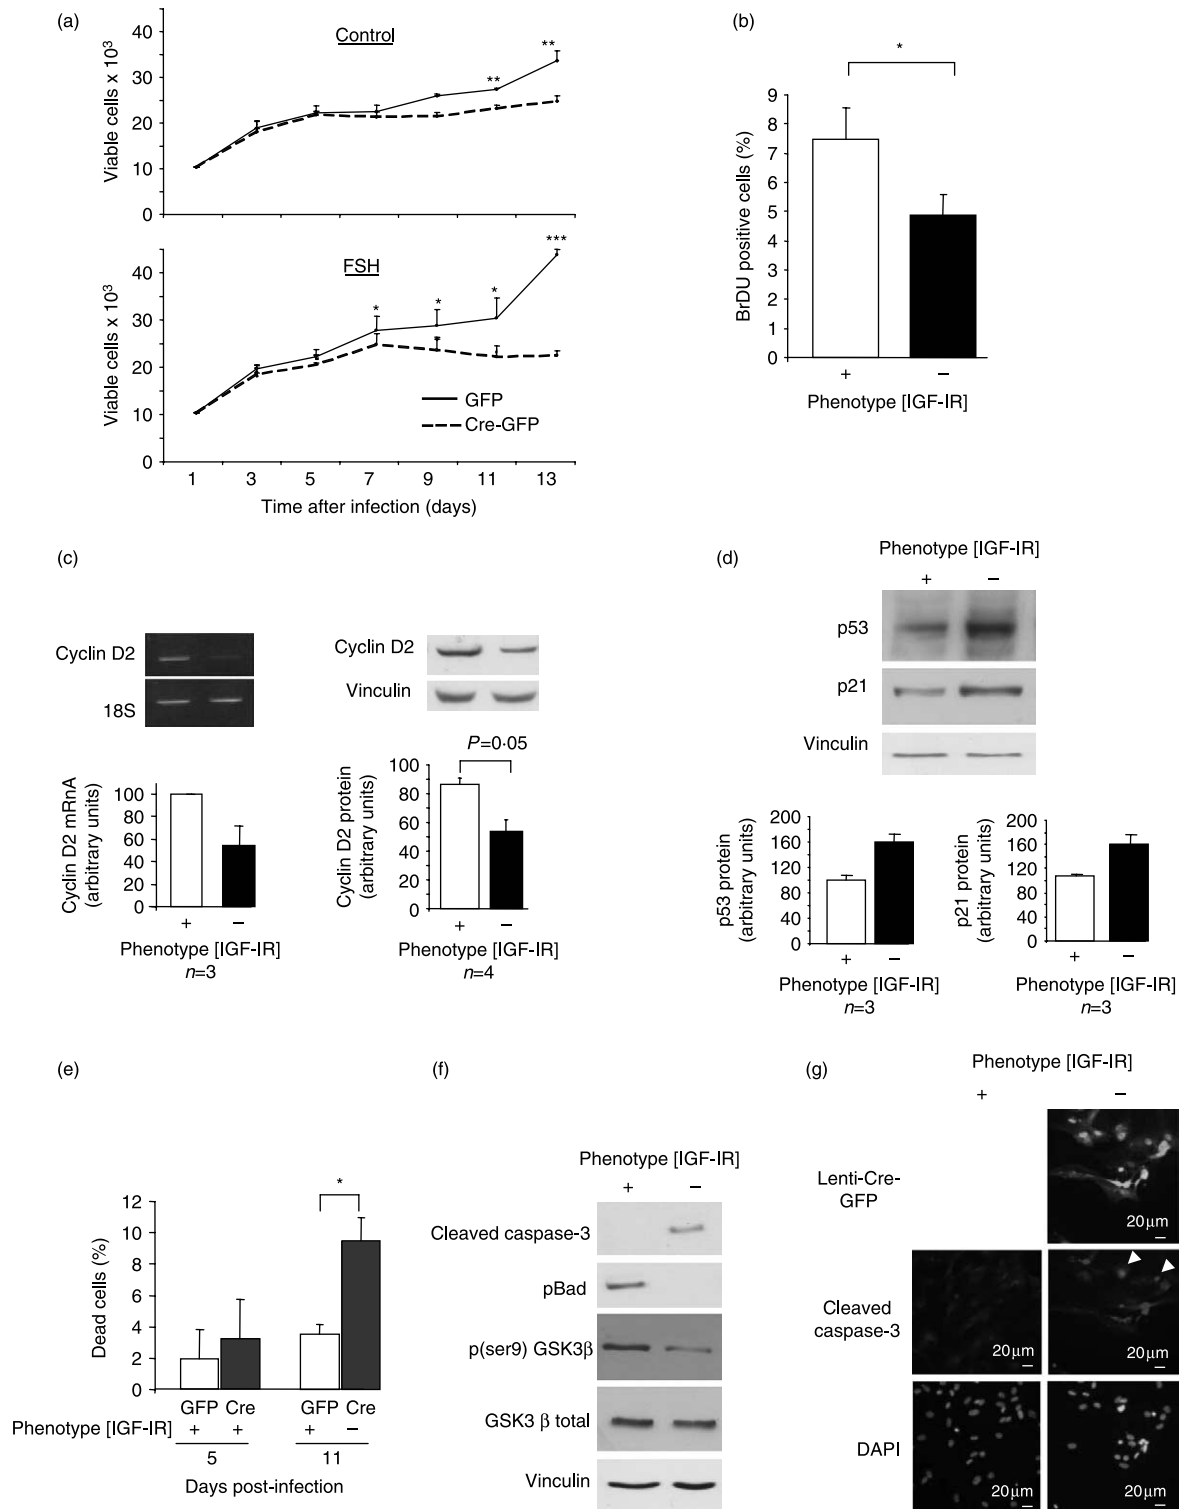 (a)
Control
Viable cells x 10³
40
30
20
10
0
**
**
FSH
Viable cells x 10³
40
30
20
10
0
*
*
*
***
GFP
Cre-GFP
1 3 5 7 9 11 13
Time after infection (days)
(b)
*
BrDU positive cells (%)
9
8
7
6
5
4
3
2
1
0
+ −
Phenotype [IGF-IR]
(c)
Cyclin D2
18S
Cyclin D2 mRnA
(arbitrary units)
100
80
60
40
20
0
+ −
Phenotype [IGF-IR]
n=3
Cyclin D2
Vinculin
P=0·05
Cyclin D2 protein
(arbitrary units)
100
90
80
70
60
50
40
30
20
10
0
+ −
Phenotype [IGF-IR]
n=4
(d)
Phenotype [IGF-IR]
+ −
p53
p21
Vinculin
p53 protein
(arbitrary units)
200
160
120
80
40
0
+ −
Phenotype [IGF-IR]
n=3
p21 protein
(arbitrary units)
200
160
120
80
40
0
+ −
Phenotype [IGF-IR]
n=3
(e)
*
Dead cells (%)
12
10
8
6
4
2
0
GFP Cre GFP Cre
Phenotype [IGF-IR] + + + −
5 11
Days post-infection
(f)
Phenotype [IGF-IR]
+ −
Cleaved caspase-3
pBad
p(ser9) GSK3β
GSK3 β total
Vinculin
(g)
Phenotype [IGF-IR]
+ −
Lenti-Cre-
GFP
20μm
Cleaved
caspase-3
20μm 20μm
DAPI
20μm 20μm